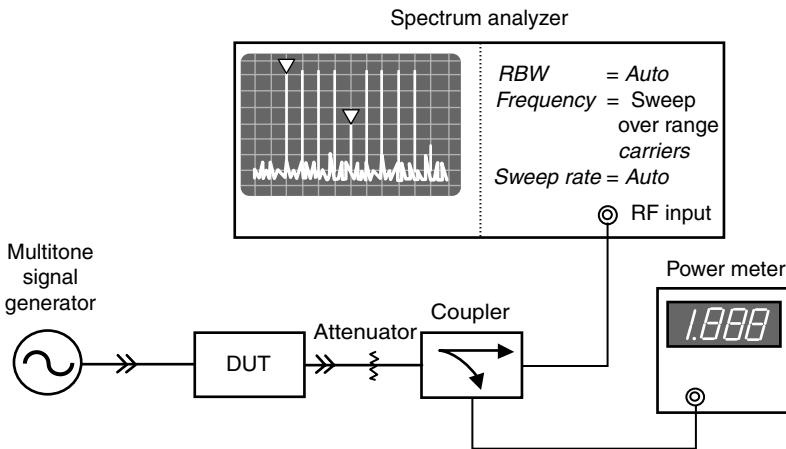 Spectrum analyzer
RBW = Auto
Frequency = Sweep
over range
carriers
Sweep rate = Auto
RF input
Multitone
signal
generator
Power meter
Coupler
Attenuator
DUT
1.888